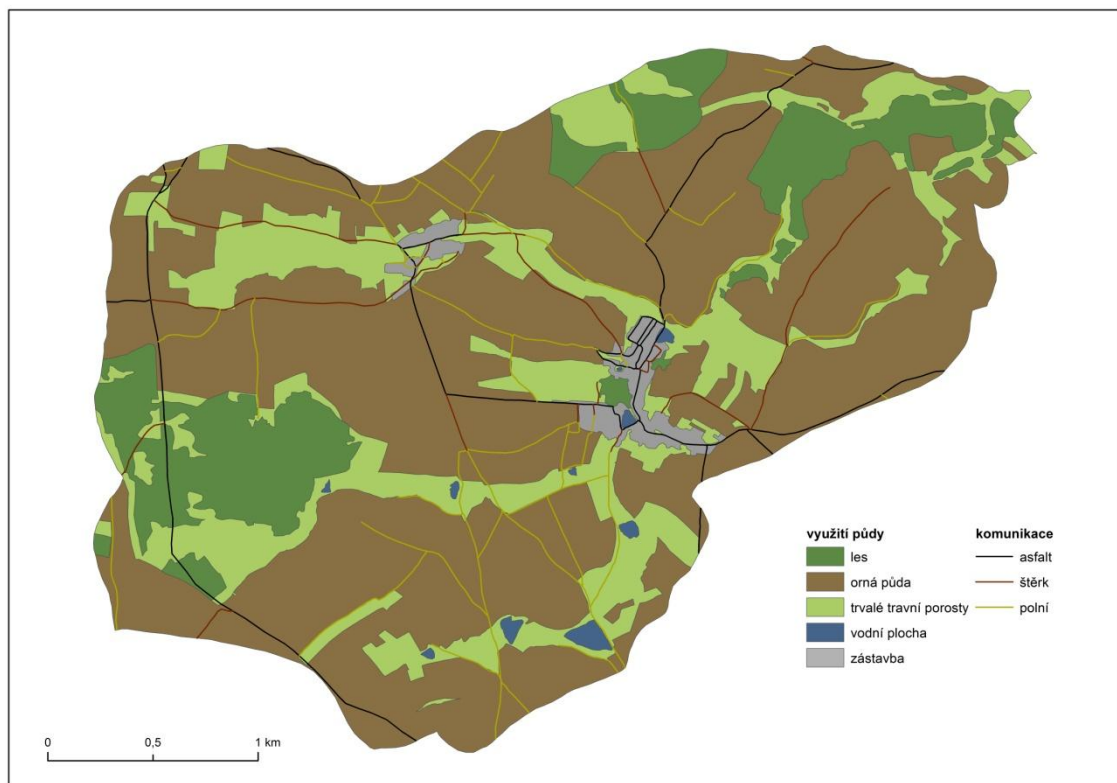 využití půdy
les
orná půda
trvalé travní porosty
vodní plocha
zástavba
komunikace
asfalt
štěrk
polní
0 0,5 1 km